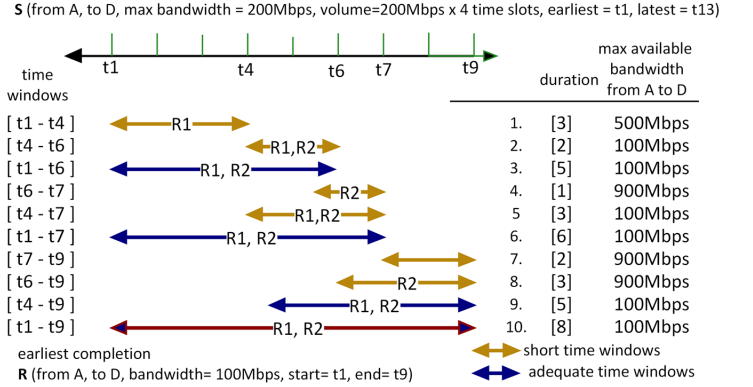 S (from A, to D, max bandwidth = 200Mbps, volume=200Mbps x 4 time slots, earliest = t1, latest = t13)
t1 t4 t6 t7 t9
time windows
duration
max available bandwidth from A to D
[ t1 - t4 ] R1 1. [3] 500Mbps
[ t4 - t6 ] R1,R2 2. [2] 100Mbps
[ t1 - t6 ] R1, R2 3. [5] 100Mbps
[ t6 - t7 ] R2 4. [1] 900Mbps
[ t4 - t7 ] R1,R2 5 [3] 100Mbps
[ t1 - t7 ] R1, R2 6. [6] 100Mbps
[ t7 - t9 ] 7. [2] 900Mbps
[ t6 - t9 ] R2 8. [3] 900Mbps
[ t4 - t9 ] R1, R2 9. [5] 100Mbps
[ t1 - t9 ] R1, R2 10. [8] 100Mbps
earliest completion
short time windows
R (from A, to D, bandwidth= 100Mbps, start= t1, end= t9)
adequate time windows